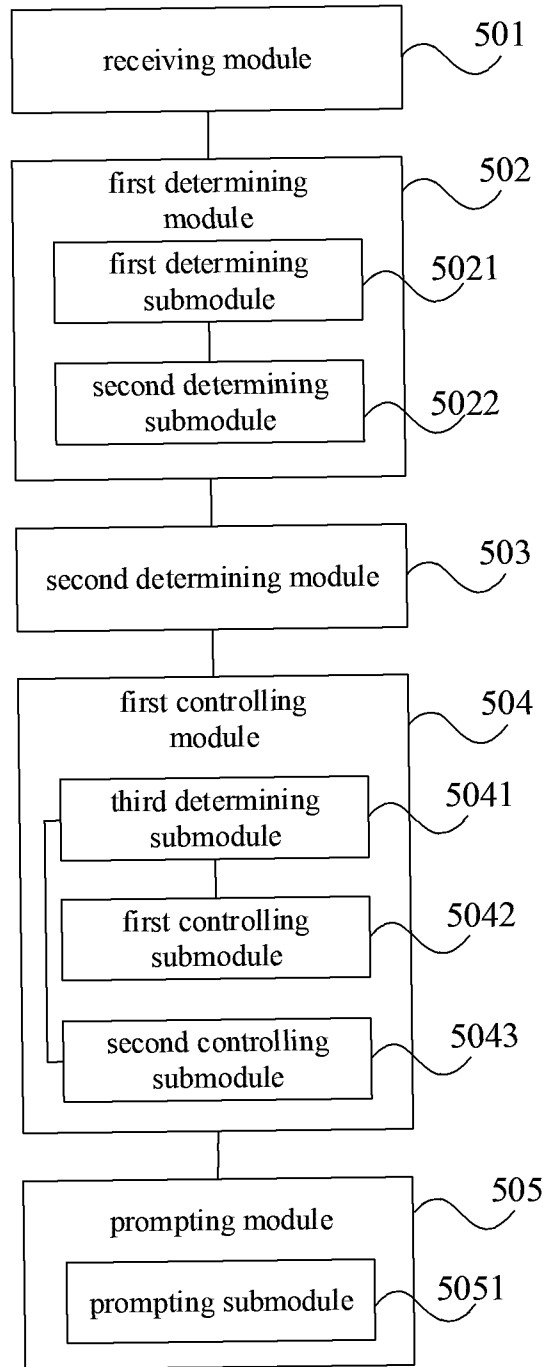 receiving module
501
first determining
module
502
first determining
submodule
5021
second determining
submodule
5022
second determining module
503
first controlling
module
504
third determining
submodule
5041
first controlling
submodule
5042
second controlling
submodule
5043
prompting module
505
prompting submodule
5051